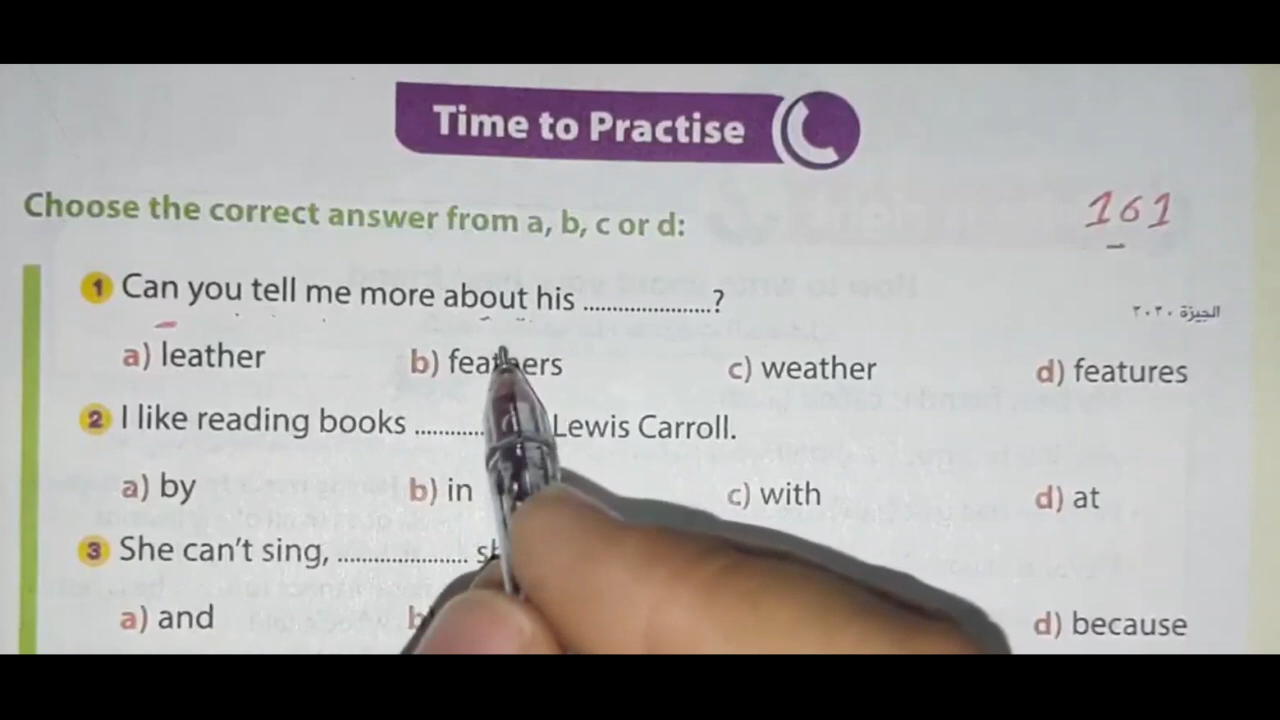 Time to Practise
Choose the correct answer from a, b, c or d:
161
1 Can you tell me more about his ......................?
الجيزة ٢٠٢٠
a) leather b) feathers c) weather d) features
2 I like reading books ............ Lewis Carroll.
a) by b) in c) with d) at
3 She can't sing, ......................
a) and d) because